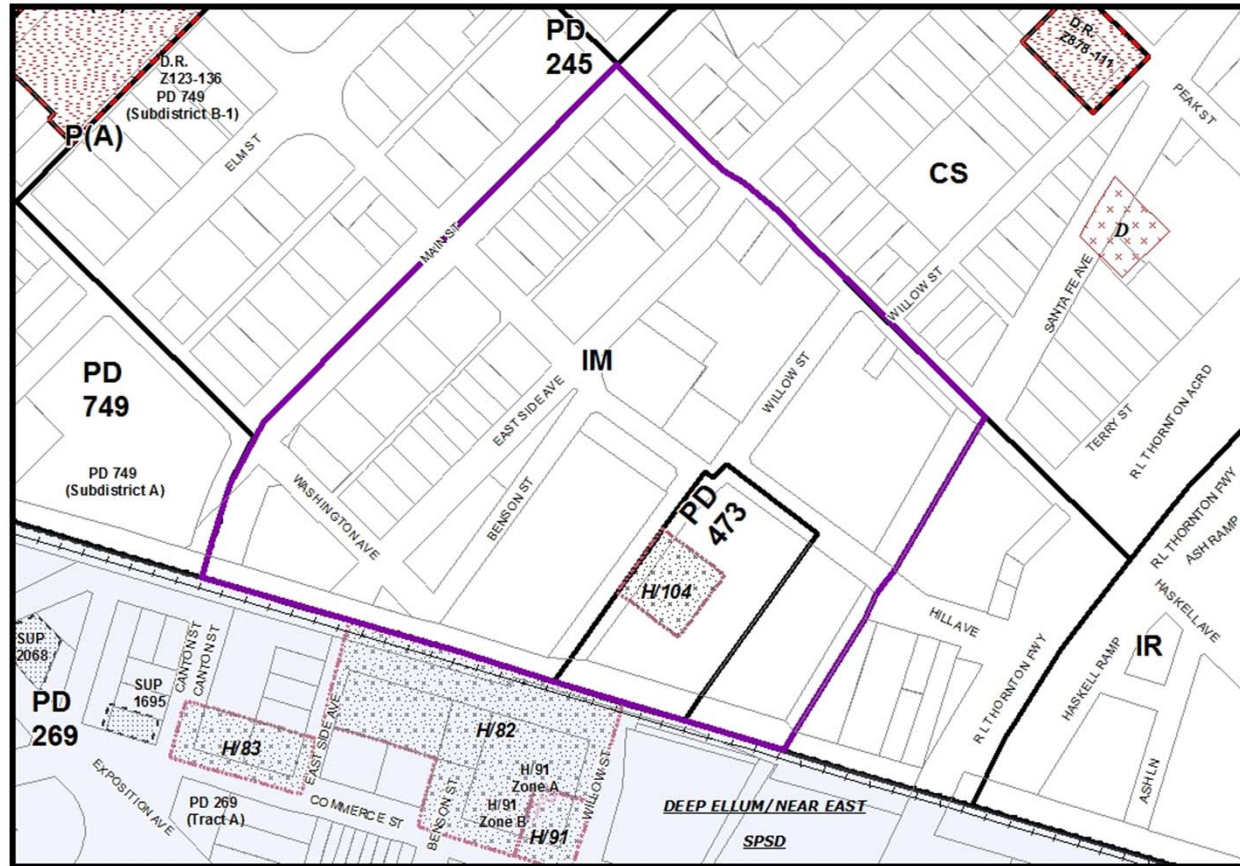 PD
245
D.R.
Z123-136
PD 749
(Subdistrict B-1)
P(A)
ELM ST
D.R.
Z878-111
PEAK ST
CS
D
MAIN ST
SANTA FE AVE
WILLOW ST
PD
749
IM
WILLOW ST
EAST SIDE AVE
TERRY ST
R L THORNTON ACRD
PD 749
(Subdistrict A)
WASHINGTON AVE
BENSON ST
PD
473
R L THORNTON FWY
ASH RAMP
H/104
HASKELL AVE
HILL AVE
IR
SUP
2068
CANTON ST
CANTON ST
SUP
1695
PD
269
R L THORNTON FWY
HASKELL RAMP
EAST SIDE AVE
H/82
H/83
WILLOW ST
ASH LN
H/91
Zone A
H/91
Zone B
H/91
EXPOSITION AVE
PD 269
(Tract A)
COMMERCE ST
BENSON ST
DEEP ELLUM/NEAR EAST
SPSD